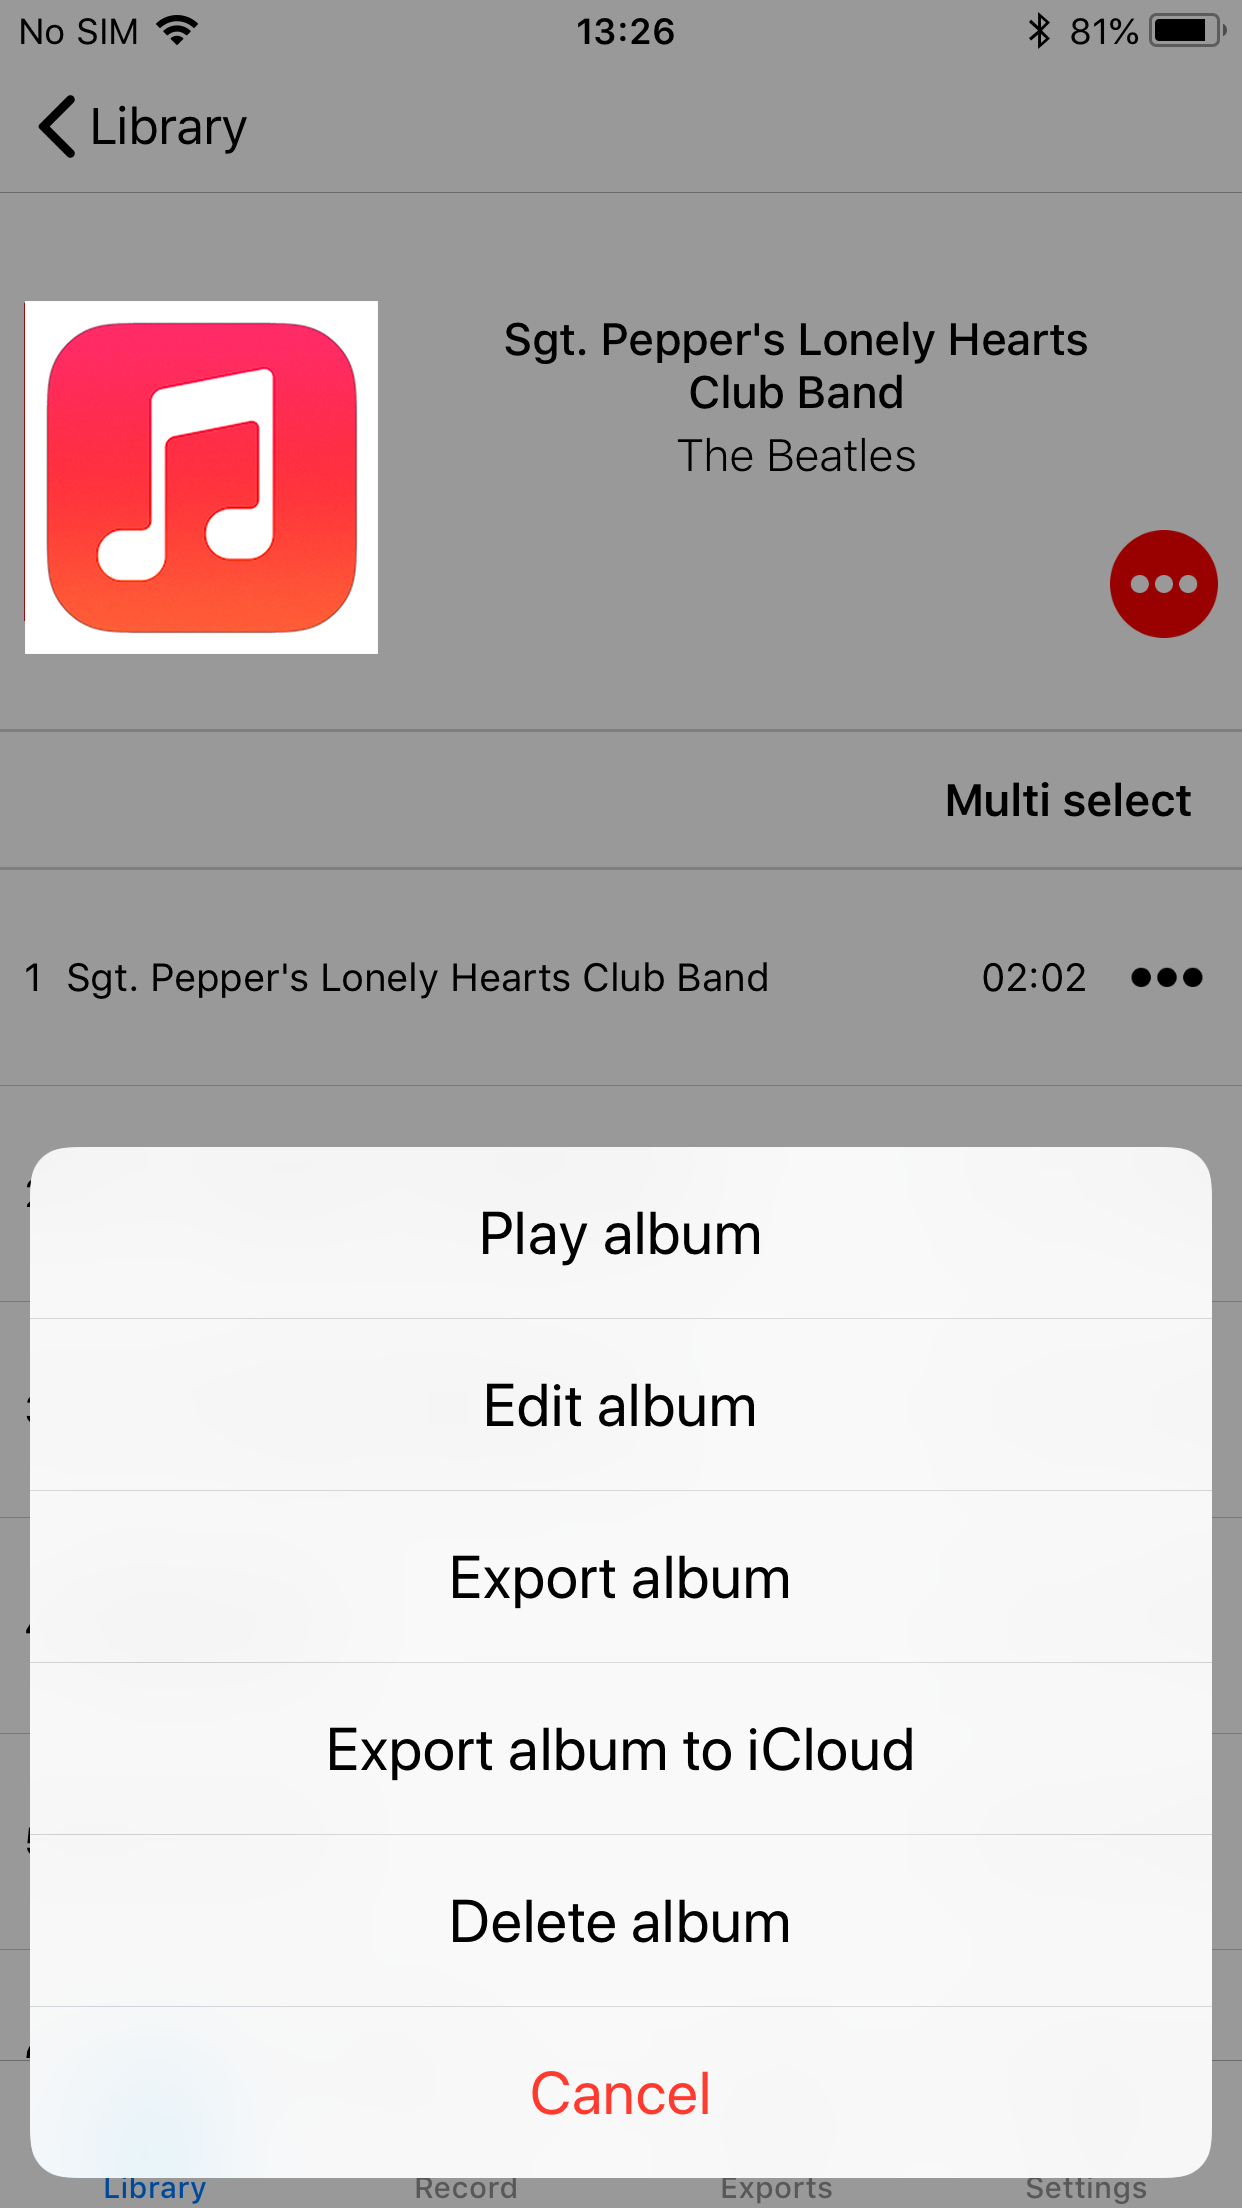 No SIM 13:26 81%
Library
Sgt. Pepper's Lonely Hearts
Club Band
The Beatles
Multi select
1 Sgt. Pepper's Lonely Hearts Club Band 02:02
Play album
Edit album
Export album
Export album to iCloud
Delete album
Cancel
Library Record Exports Settings